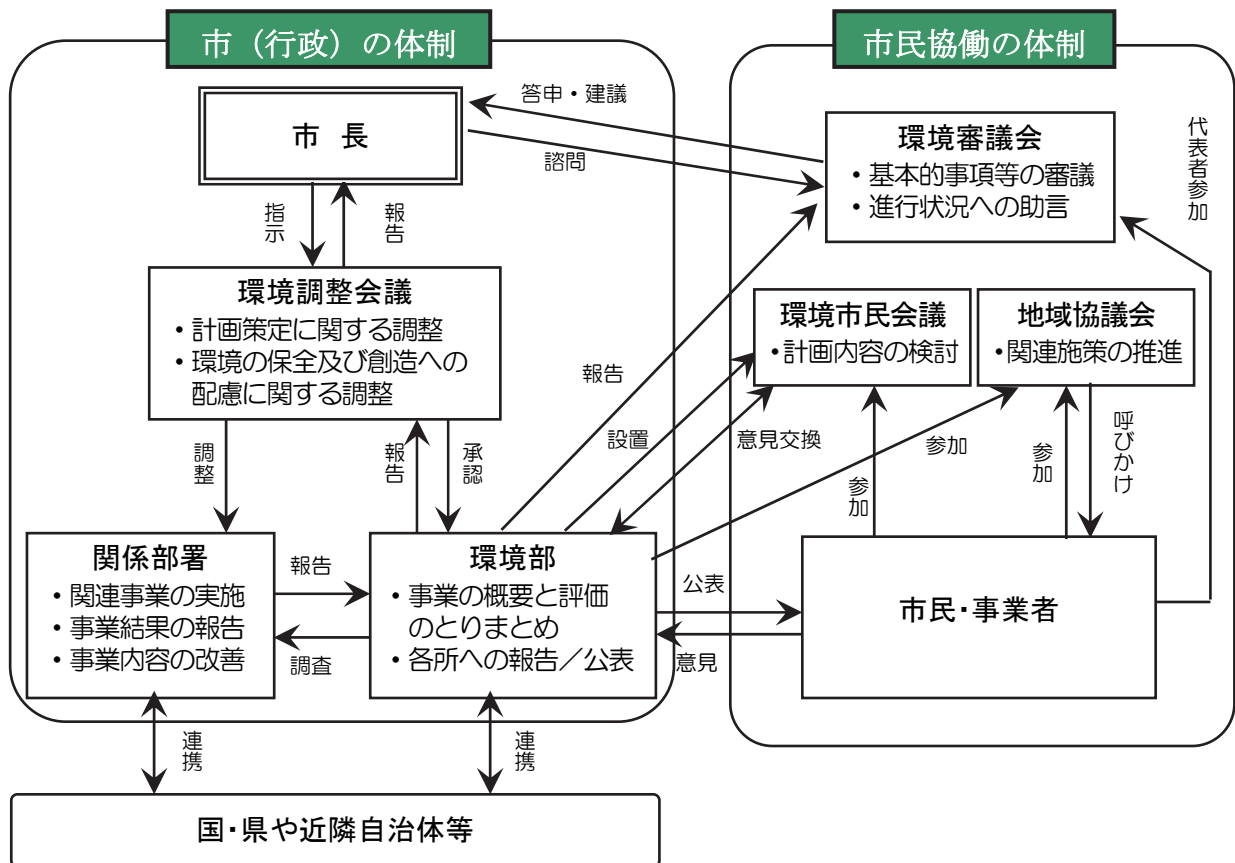 市（行政）の体制
市民協働の体制
市 長
答申・建議
諮問
指示
報告
環境審議会
・基本的事項等の審議
・進行状況への助言
代表者参加
環境調整会議
・計画策定に関する調整
・環境の保全及び創造への
配慮に関する調整
環境市民会議
・計画内容の検討
地域協議会
・関連施策の推進
報告
設置
意見交換
参加
調整
報告
承認
参加
参加
呼びかけ
関係部署
・関連事業の実施
・事業結果の報告
・事業内容の改善
報告
調査
環境部
・事業の概要と評価
のとりまとめ
・各所への報告／公表
公表
意見
市民・事業者
連携
連携
国・県や近隣自治体等